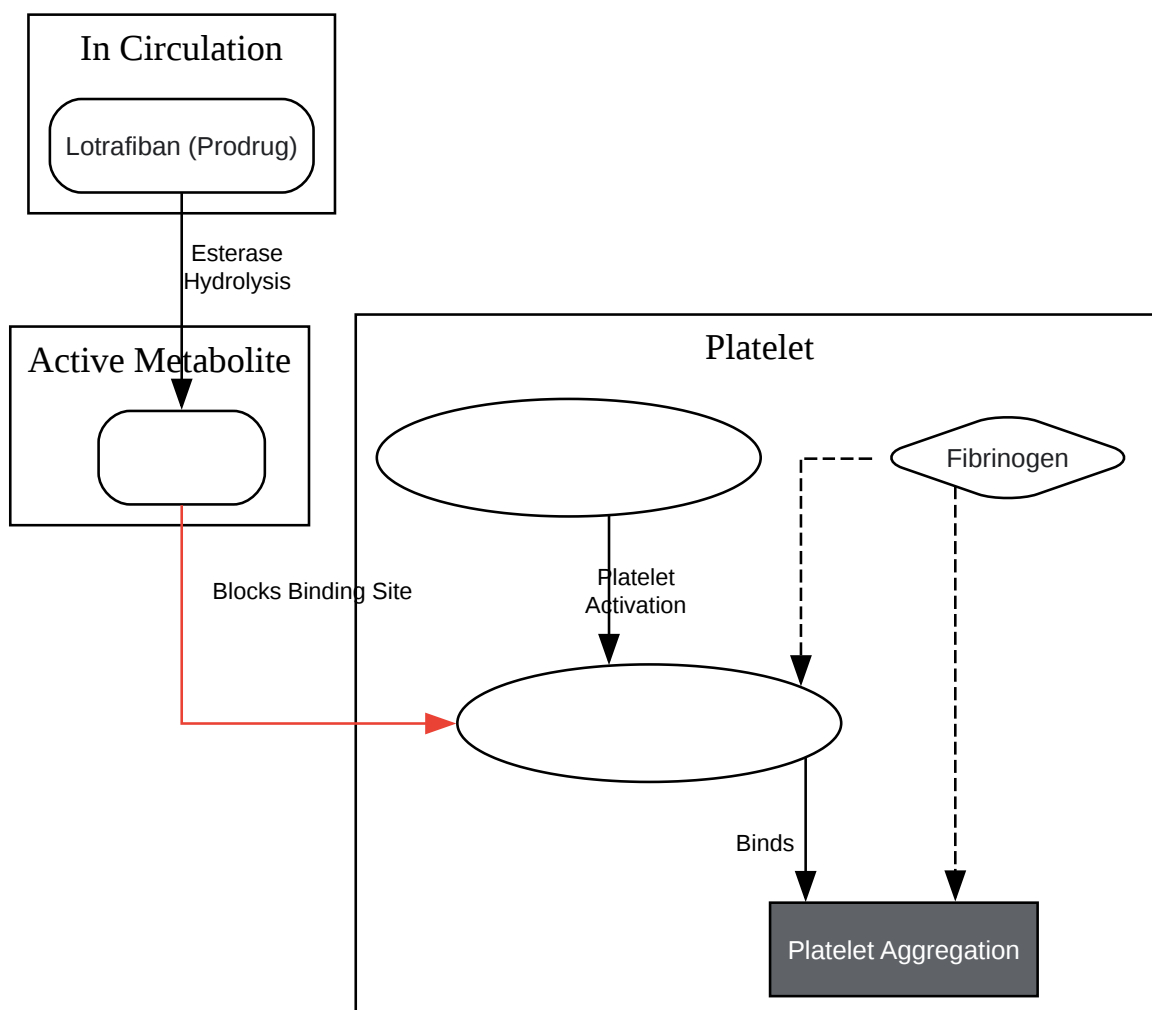 In Circulation
Lotrafiban (Prodrug)
Esterase
Hydrolysis
Active Metabolite
Platelet
Fibrinogen
Platelet
Activation
Blocks Binding Site
Binds
Platelet Aggregation